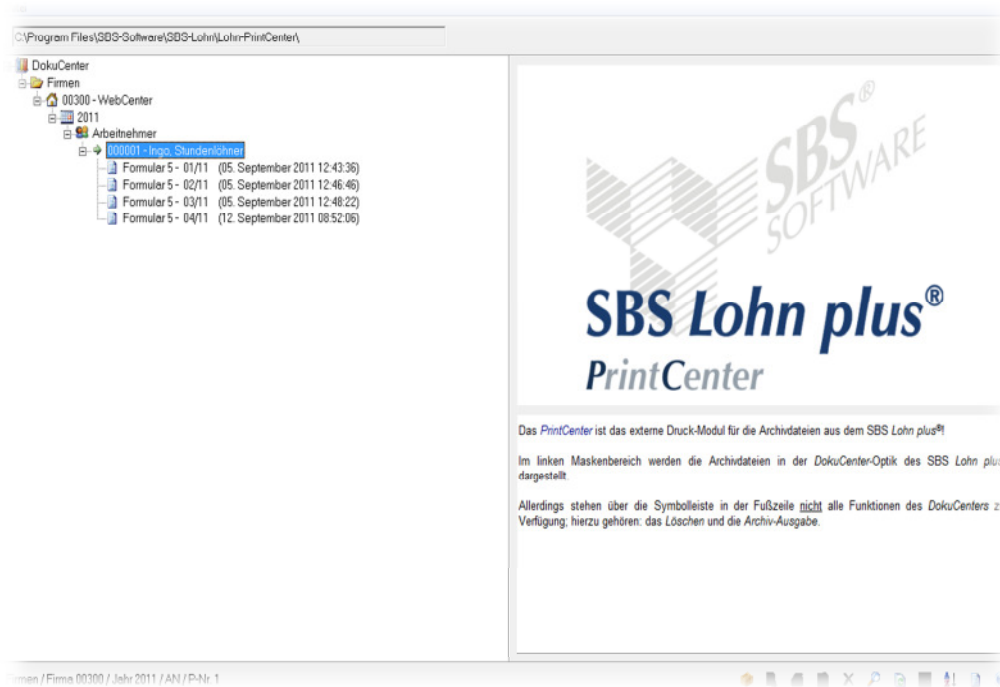 C:\Program Files\SBS-Software\SBS-Lohn\Lohn-PrintCenter\
DokuCenter
Firmen
00300 - WebCenter
2011
Arbeitnehmer
000001 - Ingo, Stundenlöhner
Formular 5 - 01/11 (05. September 2011 12:43:36)
Formular 5 - 02/11 (05. September 2011 12:46:46)
Formular 5 - 03/11 (05. September 2011 12:48:22)
Formular 5 - 04/11 (12. September 2011 08:52:06)
SBS®
SOFTWARE
SBS Lohn plus®
PrintCenter
Das PrintCenter ist das externe Druck-Modul für die Archivdateien aus dem SBS Lohn plus®!
Im linken Maskenbereich werden die Archivdateien in der DokuCenter-Optik des SBS Lohn plus
dargestellt.
Allerdings stehen über die Symbolleiste in der Fußzeile nicht alle Funktionen des DokuCenters z
Verfügung; hierzu gehören: das Löschen und die Archiv-Ausgabe.
rmen / Firma 00300 / Jahr 2011 / AN / P-Nr. 1